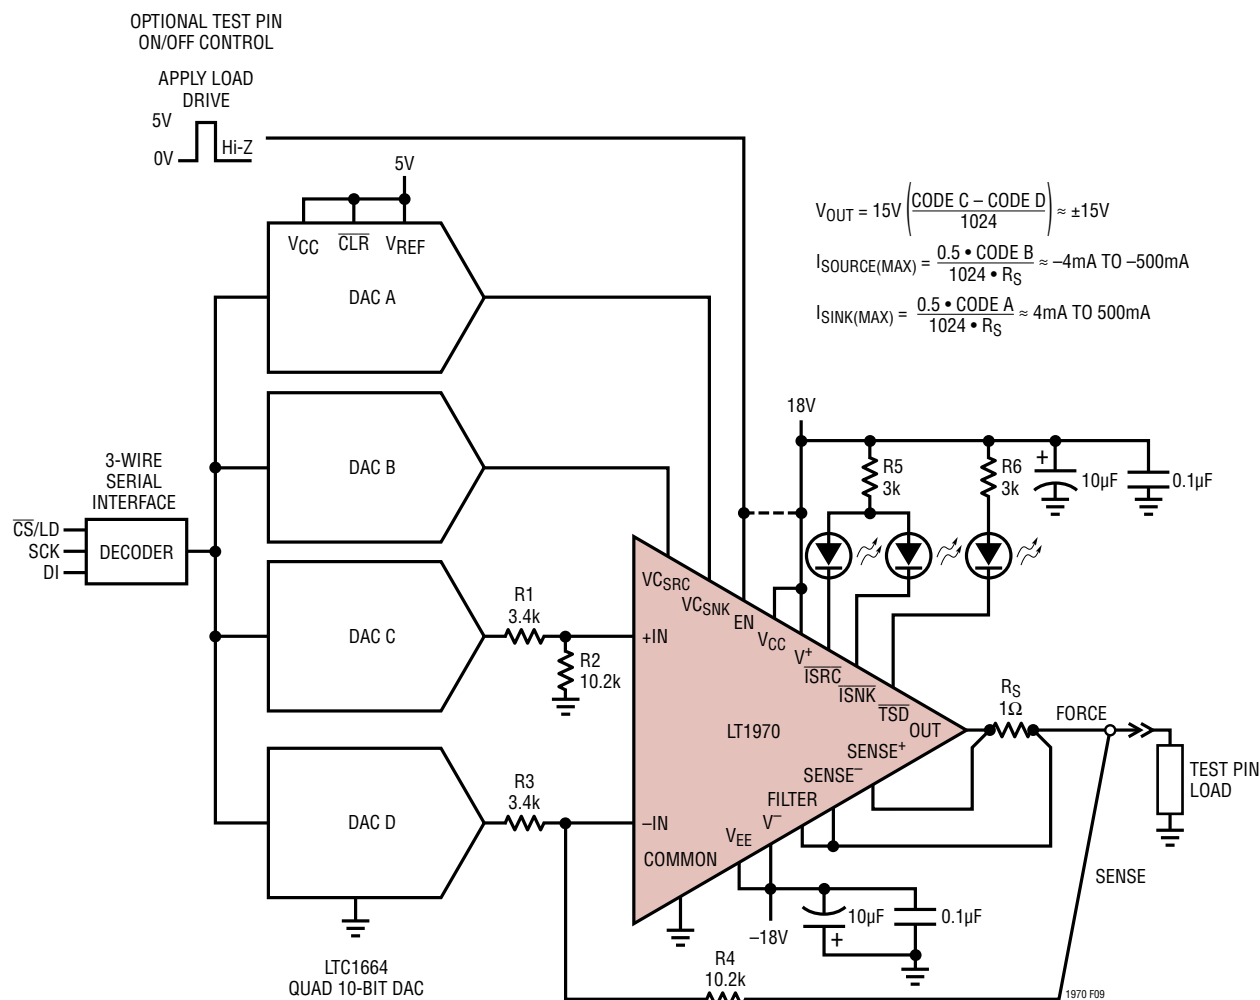 OPTIONAL TEST PIN
ON/OFF CONTROL
APPLY LOAD
DRIVE
5V
0V
Hi-Z
5V
VCC
CLR
VREF
DAC A
VOUT = 15V (CODE C – CODE D / 1024) ≈ ±15V
ISOURCE(MAX) = 0.5 • CODE B / 1024 • RS ≈ –4mA TO –500mA
ISINK(MAX) = 0.5 • CODE A / 1024 • RS ≈ 4mA TO 500mA
DAC B
3-WIRE
SERIAL
INTERFACE
CS/LD
SCK
DI
DECODER
18V
R5
3k
R6
3k
+
10µF
0.1µF
DAC C
R1
3.4k
R2
10.2k
VCSRC
VCSNK
EN
VCC
V+
ISRC
ISNK
TSD
OUT
+IN
LT1970
SENSE+
SENSE–
FILTER
V–
VEE
–IN
COMMON
RS
1Ω
FORCE
TEST PIN
LOAD
SENSE
DAC D
R3
3.4k
–18V
10µF
+
0.1µF
R4
10.2k
LTC1664
QUAD 10-BIT DAC
1970 F09